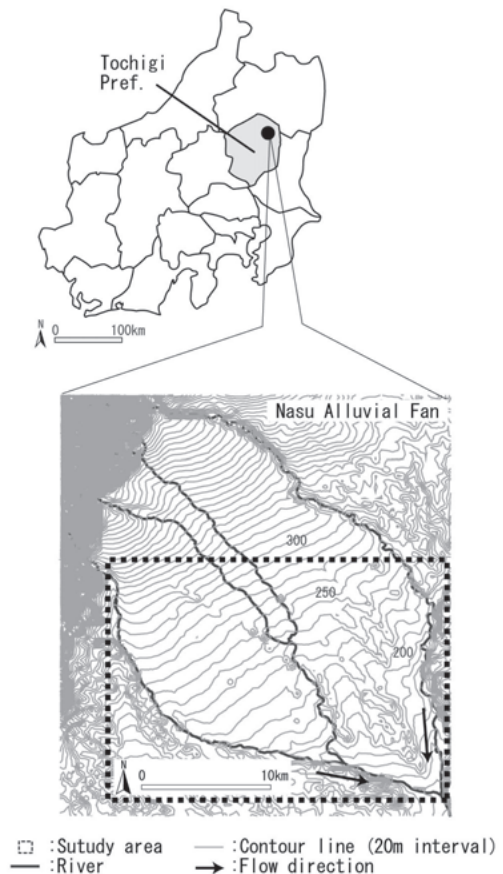 Tochigi
Pref.
N
0 100km
Nasu Alluvial Fan
300
250
200
N
0 10km
:Sutudy area :Contour line (20m interval)
:River :Flow direction